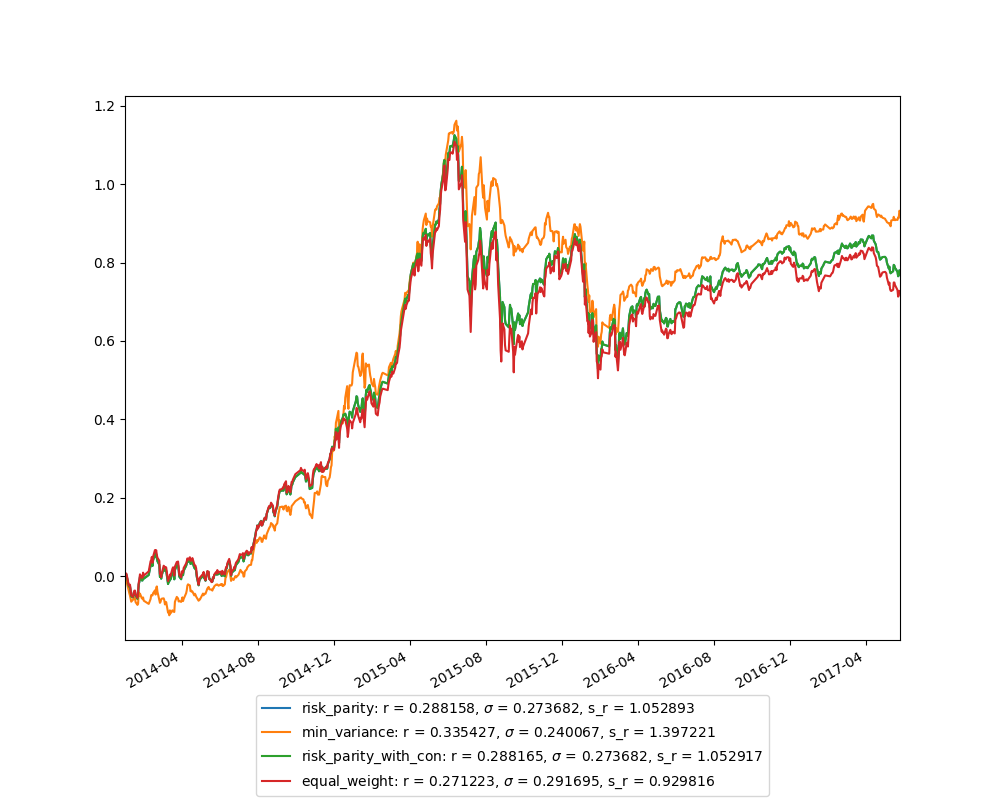 1.2
1.0
0.8
0.6
0.4
0.2
0.0
2014-04 2014-08 2014-12 2015-04 2015-08 2015-12 2016-04 2016-08 2016-12 2017-04
risk_parity: r = 0.288158, σ = 0.273682, s_r = 1.052893
min_variance: r = 0.335427, σ = 0.240067, s_r = 1.397221
risk_parity_with_con: r = 0.288165, σ = 0.273682, s_r = 1.052917
equal_weight: r = 0.271223, σ = 0.291695, s_r = 0.929816